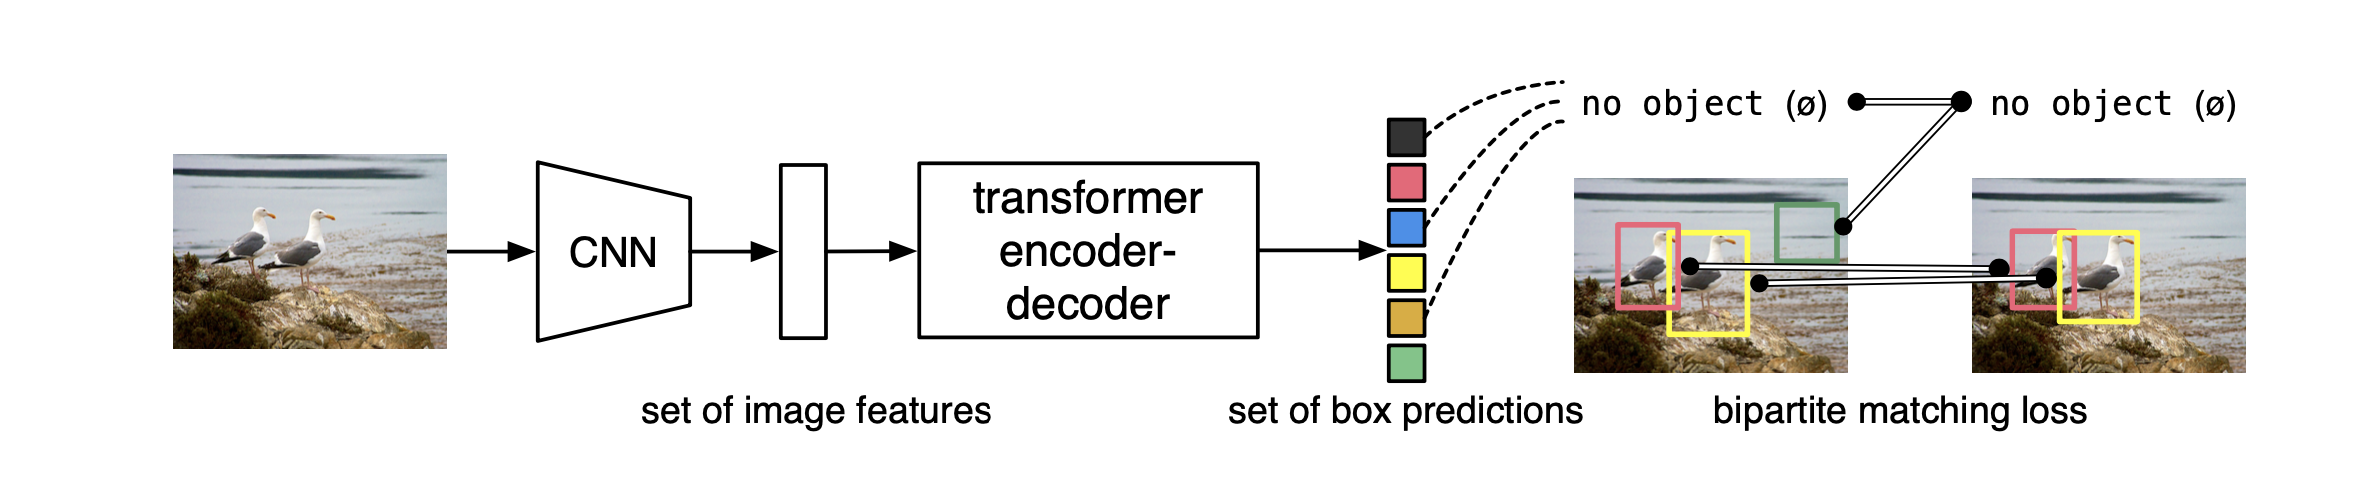 CNN
transformer
encoder-
decoder
no object (ø)
no object (ø)
set of image features
set of box predictions
bipartite matching loss